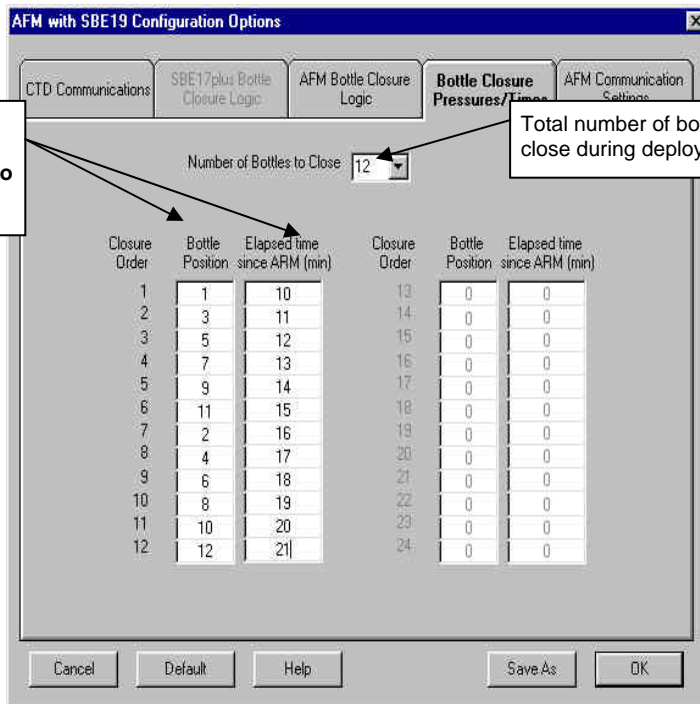 AFM with SBE19 Configuration Options
CTD Communications
SBE17plus Bottle
Closure Logic
AFM Bottle Closure
Logic
Bottle Closure
Pressures/Times
AFM Communication
Settings
o
Total number of bo
close during deploy
Number of Bottles to Close 12
Closure Order Bottle Position Elapsed time since ARM (min)
1 1 10
2 3 11
3 5 12
4 7 13
5 9 14
6 11 15
7 2 16
8 4 17
9 6 18
10 8 19
11 10 20
12 12 21
Closure Order Bottle Position Elapsed time since ARM (min)
13 0 0
14 0 0
15 0 0
16 0 0
17 0 0
18 0 0
19 0 0
20 0 0
21 0 0
22 0 0
23 0 0
24 0 0
Cancel Default Help Save As OK